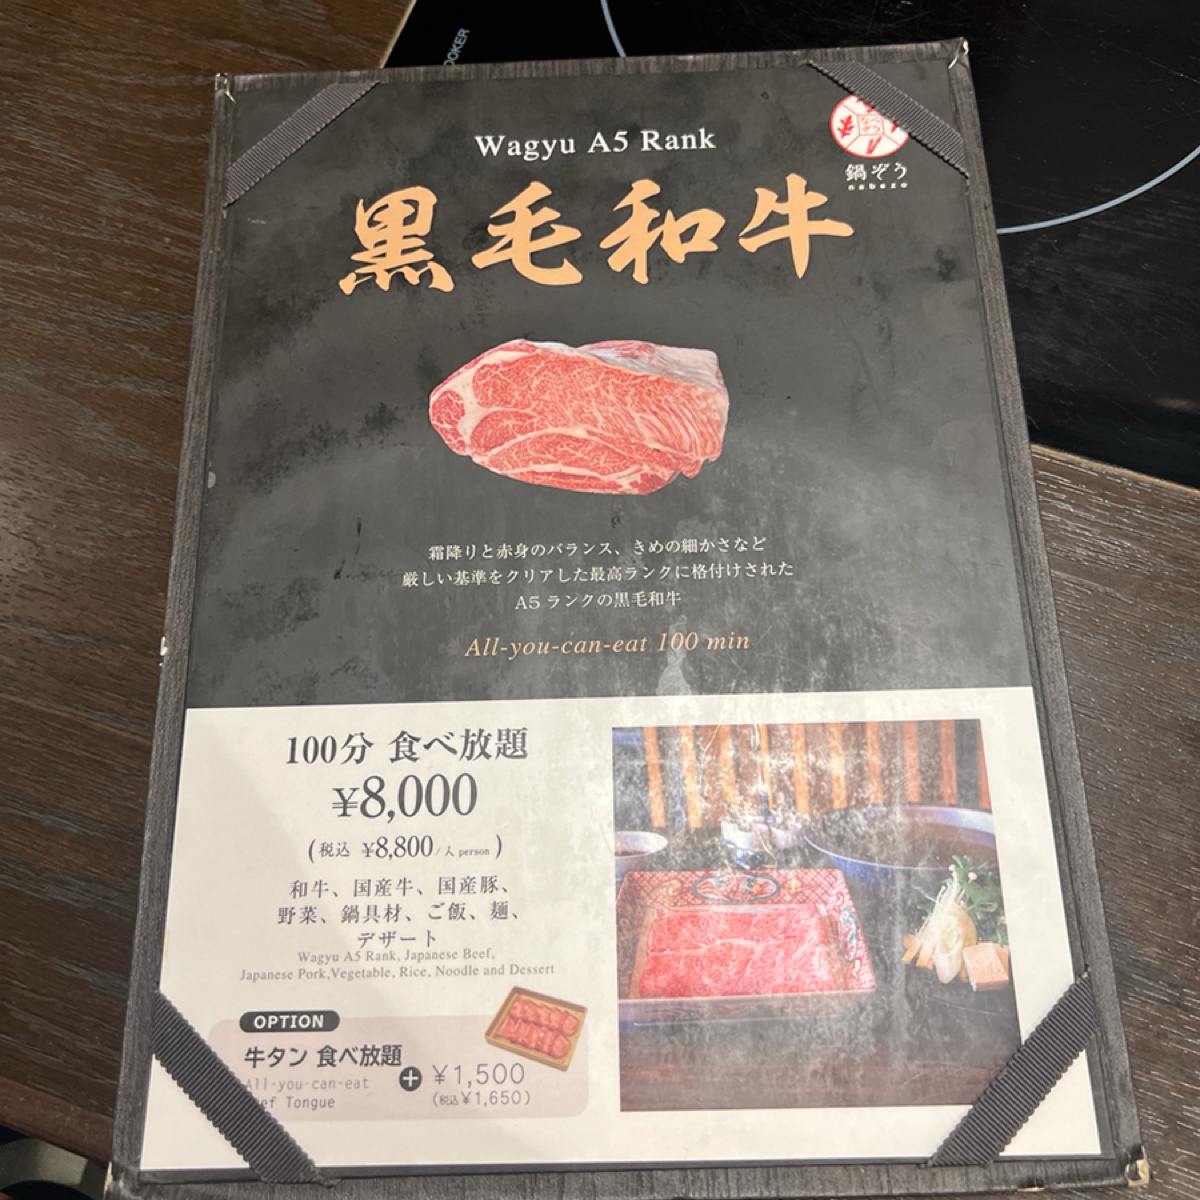 OOKER
Wagyu A5 Rank
鍋ぞう
nabezo
黒毛和牛
霜降りと赤身のバランス、きめの細かさなど
厳しい基準をクリアした最高ランクに格付けされた
A5 ランクの黒毛和牛
All-you-can-eat 100 min
100分 食べ放題
¥8,000
(税込 ¥8,800/人 person)
和牛、国産牛、国産豚、
野菜、鍋具材、ご飯、麺、
デザート
Wagyu A5 Rank, Japanese Beef,
Japanese Pork,Vegetable, Rice, Noodle and Dessert
OPTION
牛タン 食べ放題
All-you-can-eat
ef Tongue
+ ¥1,500
(税込¥1,650)